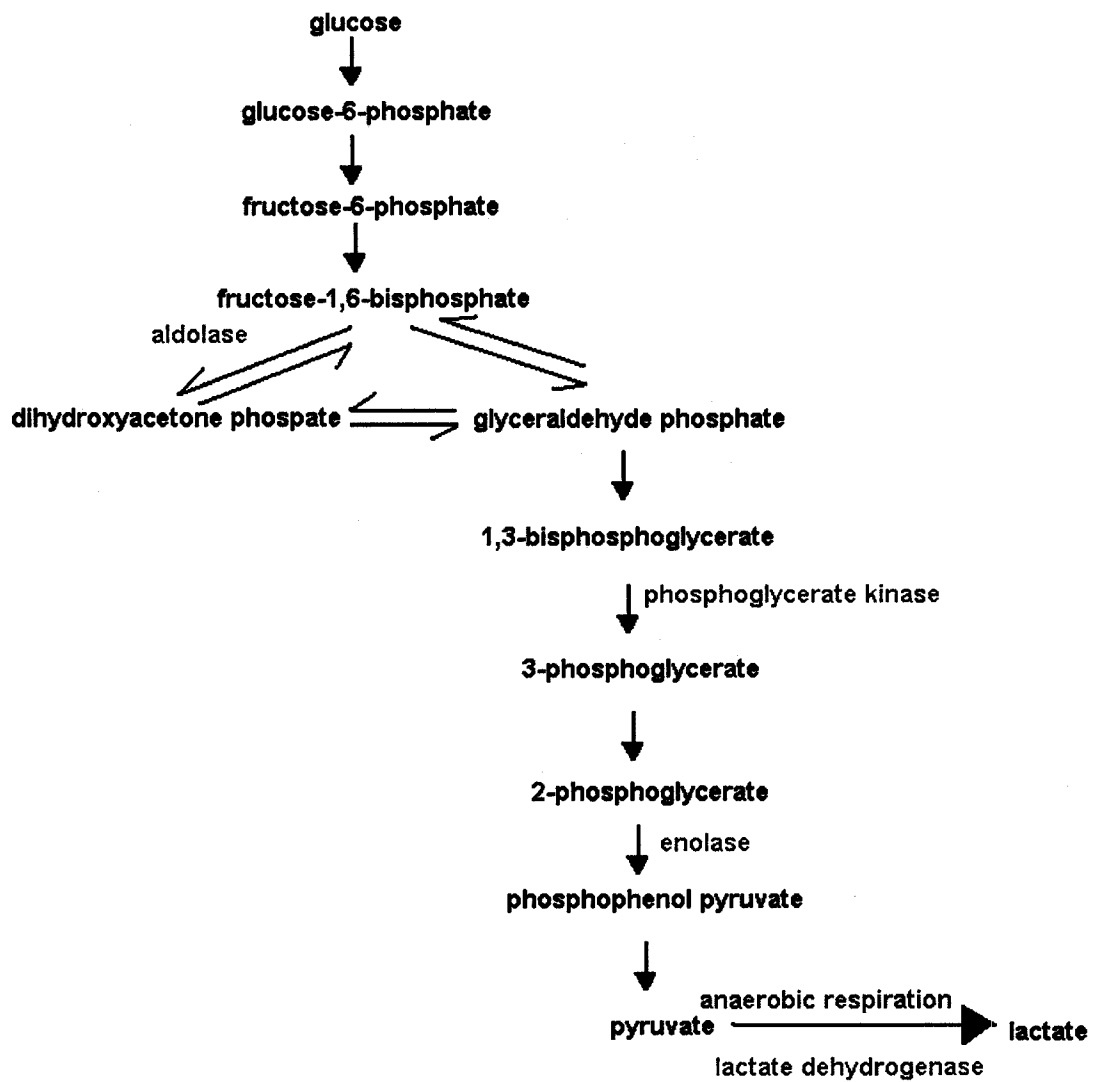 glucose
glucose-6-phosphate
fructose-6-phosphate
fructose-1,6-bisphosphate
aldolase
dihydroxyacetone phospate
glyceraldehyde phosphate
1,3-bisphosphoglycerate
phosphoglycerate kinase
3-phosphoglycerate
2-phosphoglycerate
enolase
phosphophenol pyruvate
anaerobic respiration
pyruvate
lactate
lactate dehydrogenase